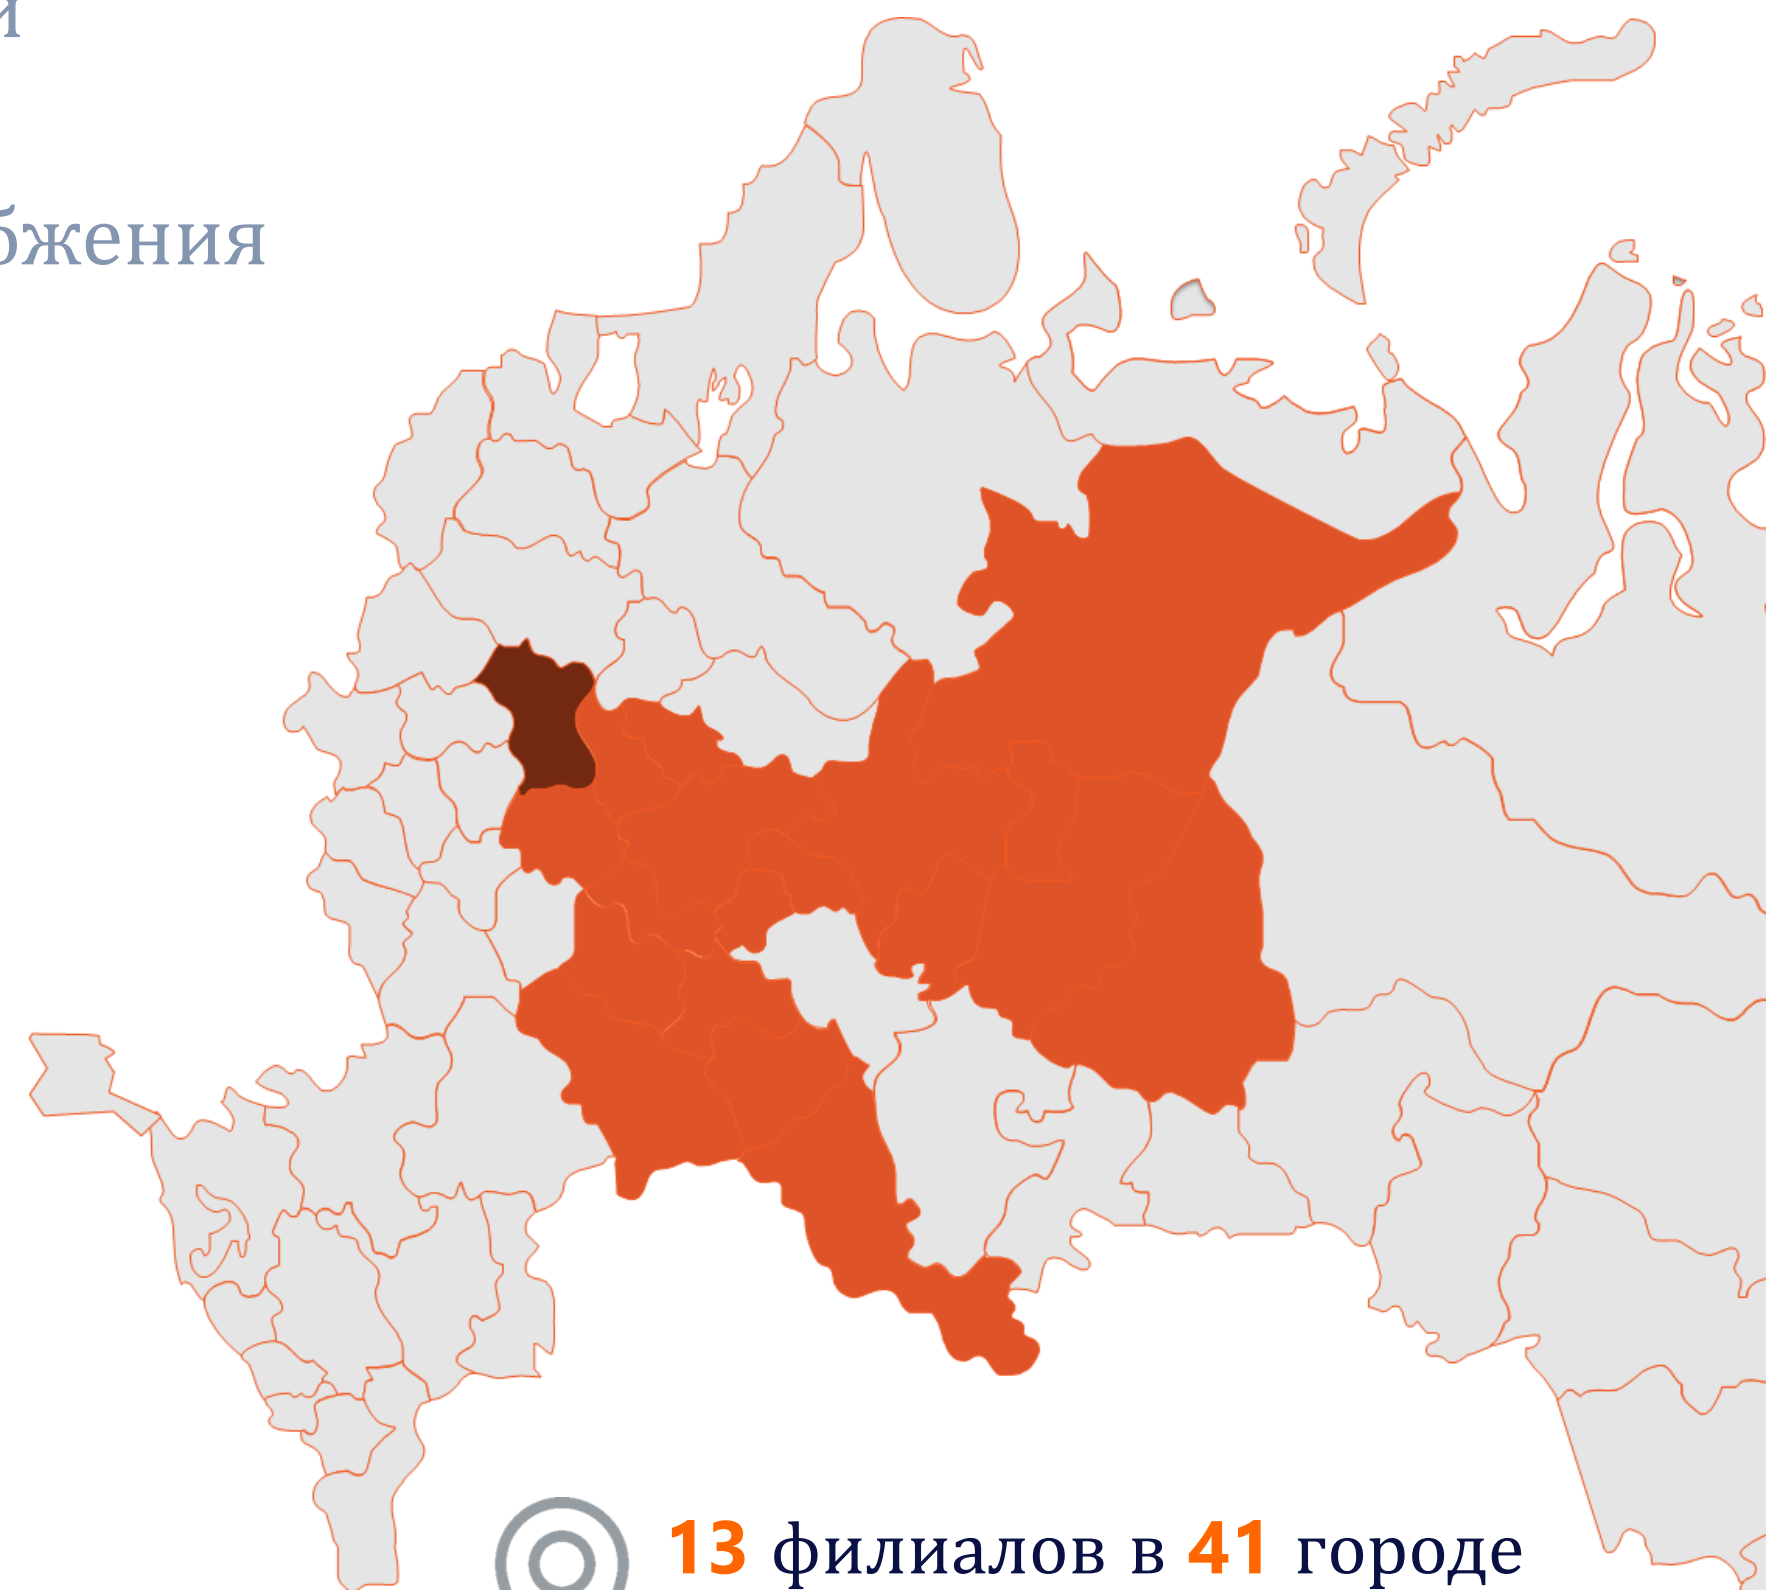 и
бжения
13 филиалов в 41 городе